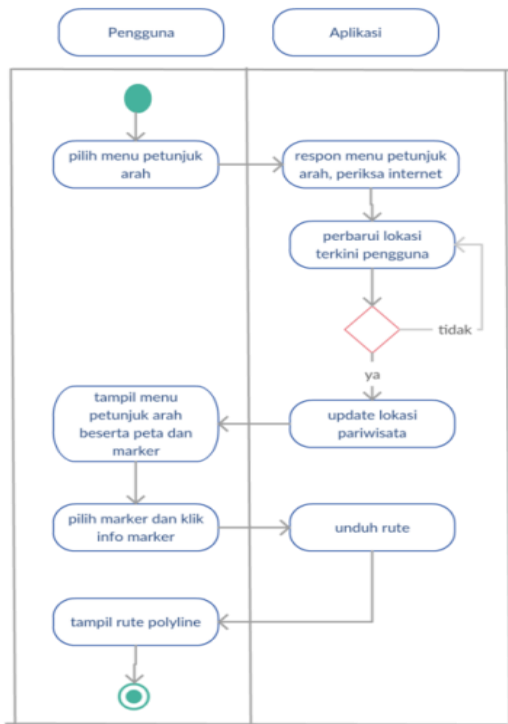 Pengguna
Aplikasi
pilih menu petunjuk
arah
respon menu petunjuk
arah, periksa internet
perbarui lokasi
terkini pengguna
tidak
ya
tampil menu
petunjuk arah
beserta peta dan
marker
update lokasi
pariwisata
pilih marker dan klik
info marker
unduh rute
tampil rute polyline